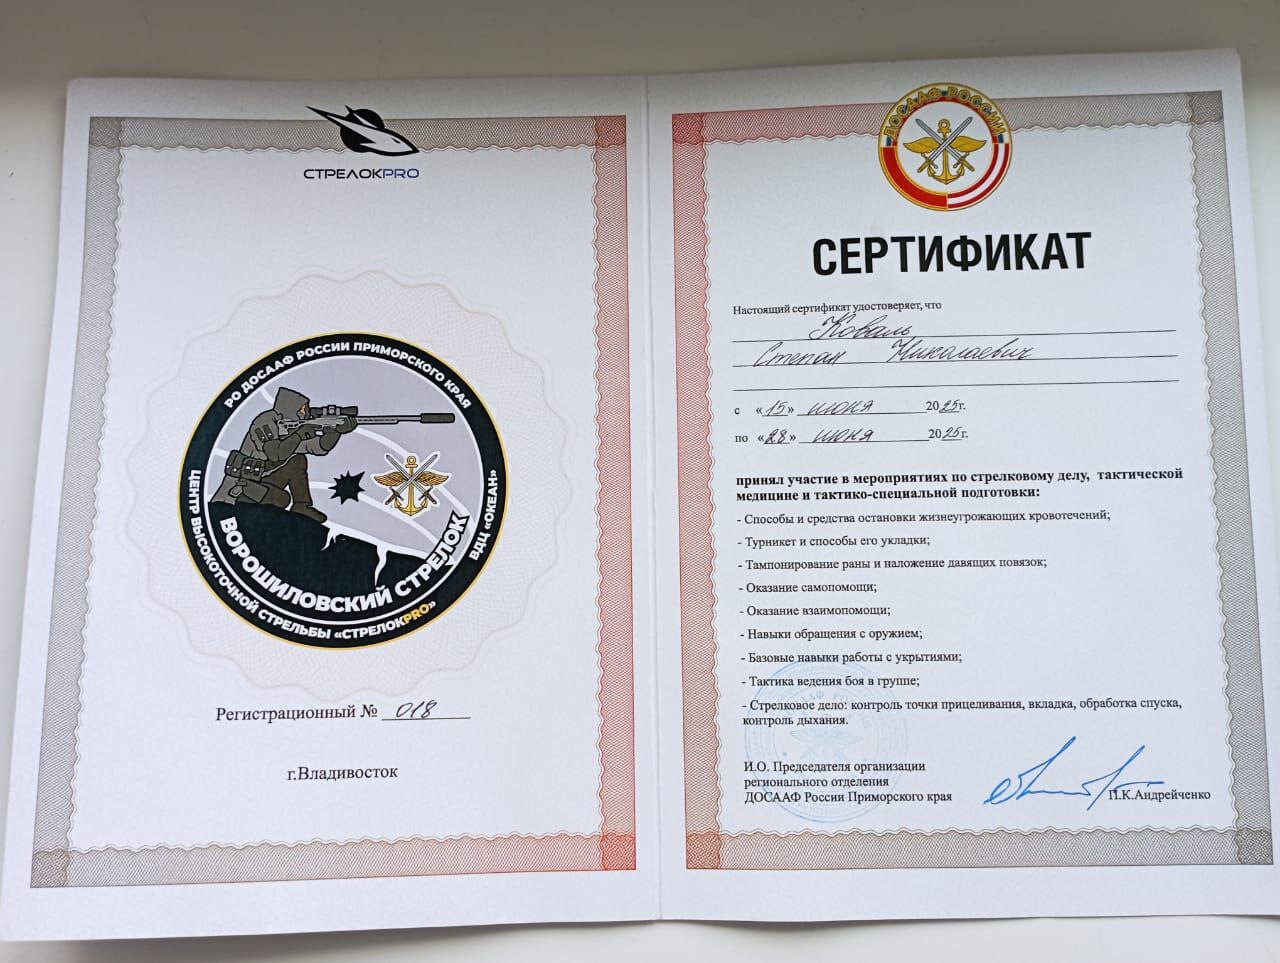 СТРЕЛОКPRO
РО ДОСААФ РОССИИ ПРИМОРСКОГО КРАЯ
ВОРОШИЛОВСКИЙ СТРЕЛОК
ЦЕНТР ВЫСОКОТОЧНОЙ СТРЕЛЬБЫ «СТРЕЛОКPRO»
ВДЦ «ОКЕАН»
Регистрационный № 018
г.Владивосток
ДОСААФ РОССИИ
СЕРТИФИКАТ
Настоящий сертификат удостоверяет, что
Коваль
Степан Николаевич
с «15» июня 2025г.
по «28» июня 2025г.
принял участие в мероприятиях по стрелковому делу, тактической
медицине и тактико-специальной подготовки:
- Способы и средства остановки жизнеугрожающих кровотечений;
- Турникет и способы его укладки;
- Тампонирование раны и наложение давящих повязок;
- Оказание самопомощи;
- Оказание взаимопомощи;
- Навыки обращения с оружием;
- Базовые навыки работы с укрытиями;
- Тактика ведения боя в группе;
- Стрелковое дело: контроль точки прицеливания, вкладка, обработка спуска,
контроль дыхания.
И.О. Председателя организации
регионального отделения
ДОСААФ России Приморского края
П.К.Андрейченко